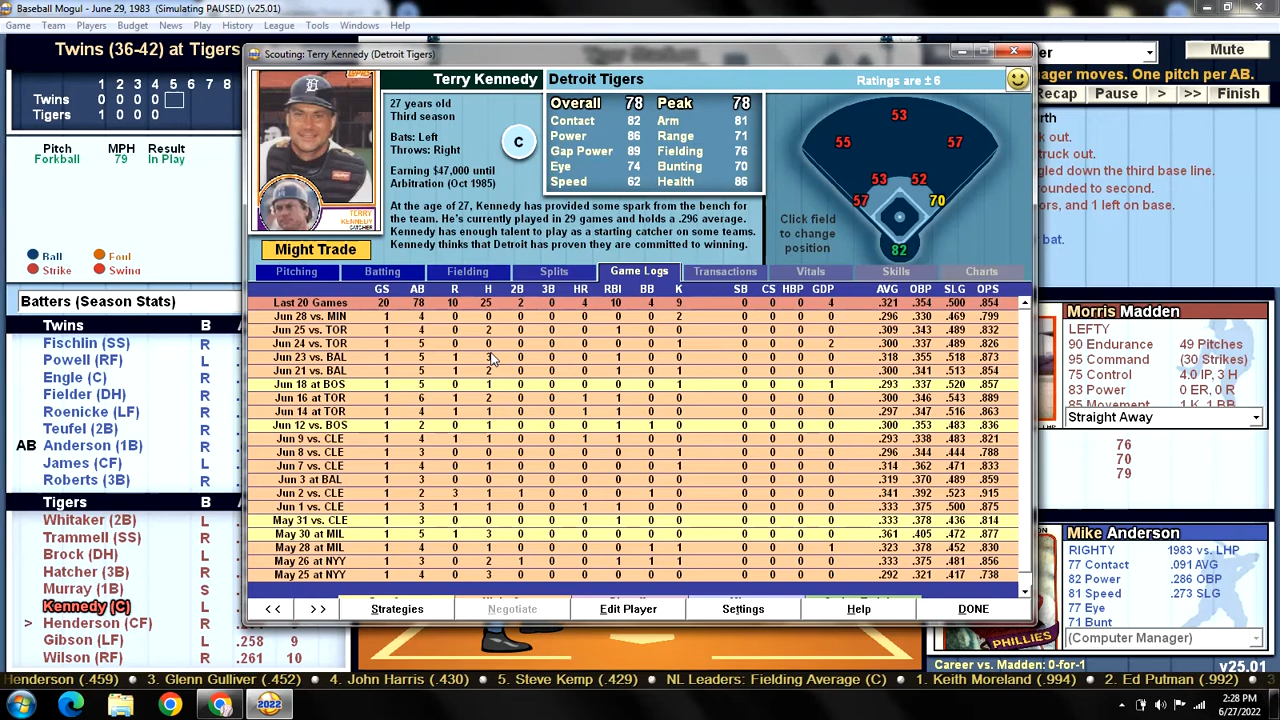 Baseball Mogul - June 29, 1983 (Simulating PAUSED) (v25.01)
Game Team Players Budget News Play History League Tools Windows Help
Twins (36-42) at Tigers
1 2 3 4 5 6 7 8
Twins 0 0 0 0
Tigers 1 0 0 0
Pitch MPH Result
Forkball 79 In Play
Ball Foul
Strike Swing
Batters (Season Stats)
Twins B
Fischlin (SS) R
Powell (RF) L
Engle (C) R
Fielder (DH) R
Roenicke (LF) R
Teufel (2B) R
AB Anderson (1B) R
James (CF) L
Roberts (3B) R
Tigers B
Whitaker (2B) L
Trammell (SS) R
Brock (DH) L
Hatcher (3B) R
Murray (1B) S
Kennedy (C) L
> Henderson (CF) R
Gibson (LF) L .258 9
Wilson (RF) L .261 10
Scouting: Terry Kennedy (Detroit Tigers)
Terry Kennedy Detroit Tigers Ratings are ± 6
27 years old
Third season
Bats: Left
Throws: Right
Earning $47,000 until
Arbitration (Oct 1985)
C
TERRY
KENNEDY
CATCHER
Might Trade
Overall 78 Peak 78
Contact 82 Arm 81
Power 86 Range 71
Gap Power 89 Fielding 76
Eye 74 Bunting 70
Speed 62 Health 86
At the age of 27, Kennedy has provided some spark from the bench for
the team. He's currently played in 29 games and holds a .296 average.
Kennedy has enough talent to play as a starting catcher on some teams.
Kennedy thinks that Detroit has proven they are committed to winning.
53
55 57
53 52
57 70
82
Click field
to change
position
Pitching Batting Fielding Splits Game Logs Transactions Vitals Skills Charts
GS AB R H 2B 3B HR RBI BB K SB CS HBP GDP AVG OBP SLG OPS
Last 20 Games 20 78 10 25 2 0 4 10 4 9 0 0 0 4 .321 .354 .500 .854
Jun 28 vs. MIN 1 4 0 0 0 0 0 0 0 2 0 0 0 0 .296 .330 .469 .799
Jun 25 vs. TOR 1 4 0 2 0 0 0 1 0 0 0 0 0 0 .309 .343 .489 .832
Jun 24 vs. TOR 1 5 0 0 0 0 0 0 0 1 0 0 0 2 .300 .337 .489 .825
Jun 23 vs. BAL 1 5 1 3 0 0 0 1 0 0 0 0 0 0 .318 .355 .518 .873
Jun 21 vs. BAL 1 5 1 2 0 0 0 1 0 1 0 0 0 0 .300 .341 .513 .854
Jun 18 at BOS 1 5 0 1 0 0 0 0 0 1 0 0 0 1 .293 .337 .520 .857
Jun 16 at TOR 1 6 1 2 0 0 1 1 0 1 0 0 0 0 .300 .346 .543 .889
Jun 14 at TOR 1 4 1 1 0 0 1 1 0 0 0 0 0 0 .297 .347 .516 .863
Jun 12 vs. BOS 1 2 0 1 0 0 0 1 1 0 0 0 0 0 .300 .353 .483 .836
Jun 9 vs. CLE 1 4 1 1 0 0 1 1 0 1 0 0 0 0 .293 .338 .483 .821
Jun 8 vs. CLE 1 3 0 0 0 0 0 0 0 1 0 0 0 0 .296 .344 .444 .788
Jun 7 vs. CLE 1 4 0 1 0 0 0 0 0 1 0 0 0 0 .314 .362 .471 .833
Jun 3 at BAL 1 3 0 0 0 0 0 0 0 0 0 0 0 0 .319 .370 .489 .859
Jun 2 vs. CLE 1 2 3 1 1 0 0 0 1 0 0 0 0 0 .341 .392 .523 .915
Jun 1 vs. CLE 1 3 1 1 0 0 1 1 0 0 0 0 0 0 .333 .375 .500 .875
May 31 vs. CLE 1 3 0 0 0 0 0 1 0 0 0 0 0 0 .333 .378 .436 .814
May 30 at MIL 1 5 1 3 0 0 0 0 0 0 0 0 0 0 .361 .405 .472 .877
May 28 at MIL 1 4 0 1 0 0 0 0 1 1 0 0 0 1 .323 .378 .452 .830
May 26 at NYY 1 3 0 2 1 0 0 1 1 1 0 0 0 0 .333 .375 .481 .856
May 25 at NYY 1 4 0 3 0 0 0 0 0 0 0 0 0 0 .292 .321 .417 .738
<< >> Strategies Negotiate Edit Player Settings Help DONE
Mute
nager moves. One pitch per AB.
Recap Pause > >> Finish
Morris Madden
LEFTY
90 Endurance 49 Pitches
95 Command (30 Strikes)
75 Control 4.0 IP, 3 H
83 Power 0 ER, 0 R
85 Movement 1 K, 1 BB
Straight Away
76
70
79
Mike Anderson
RIGHTY 1983 vs. LHP
77 Contact .091 AVG
82 Power .286 OBP
81 Speed .273 SLG
77 Eye
71 Bunt
(Computer Manager)
PHILLIES
Career vs. Madden: 0-for-1 v25.01
Henderson (.459) 3. Glenn Gulliver (.452) 4. John Harris (.430) 5. Steve Kemp (.429) NL Leaders: Fielding Average (C) 1. Keith Moreland (.994) 2. Ed Putman (.992)
2:28 PM
6/27/2022